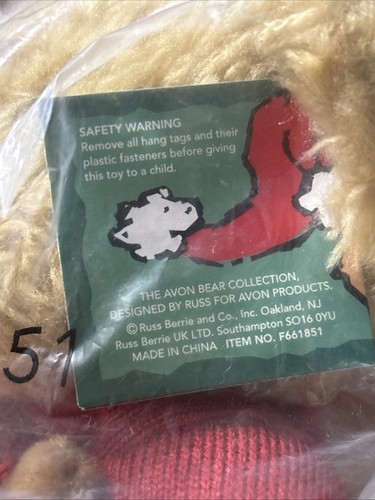 SAFETY WARNING
Remove all hang tags and their
plastic fasteners before giving
this toy to a child.
THE AVON BEAR COLLECTION,
DESIGNED BY RUSS FOR AVON PRODUCTS.
© Russ Berrie and Co., Inc. Oakland, NJ
Russ Berrie UK LTD. Southampton SO16 0YU
MADE IN CHINA ITEM NO. F661851
51